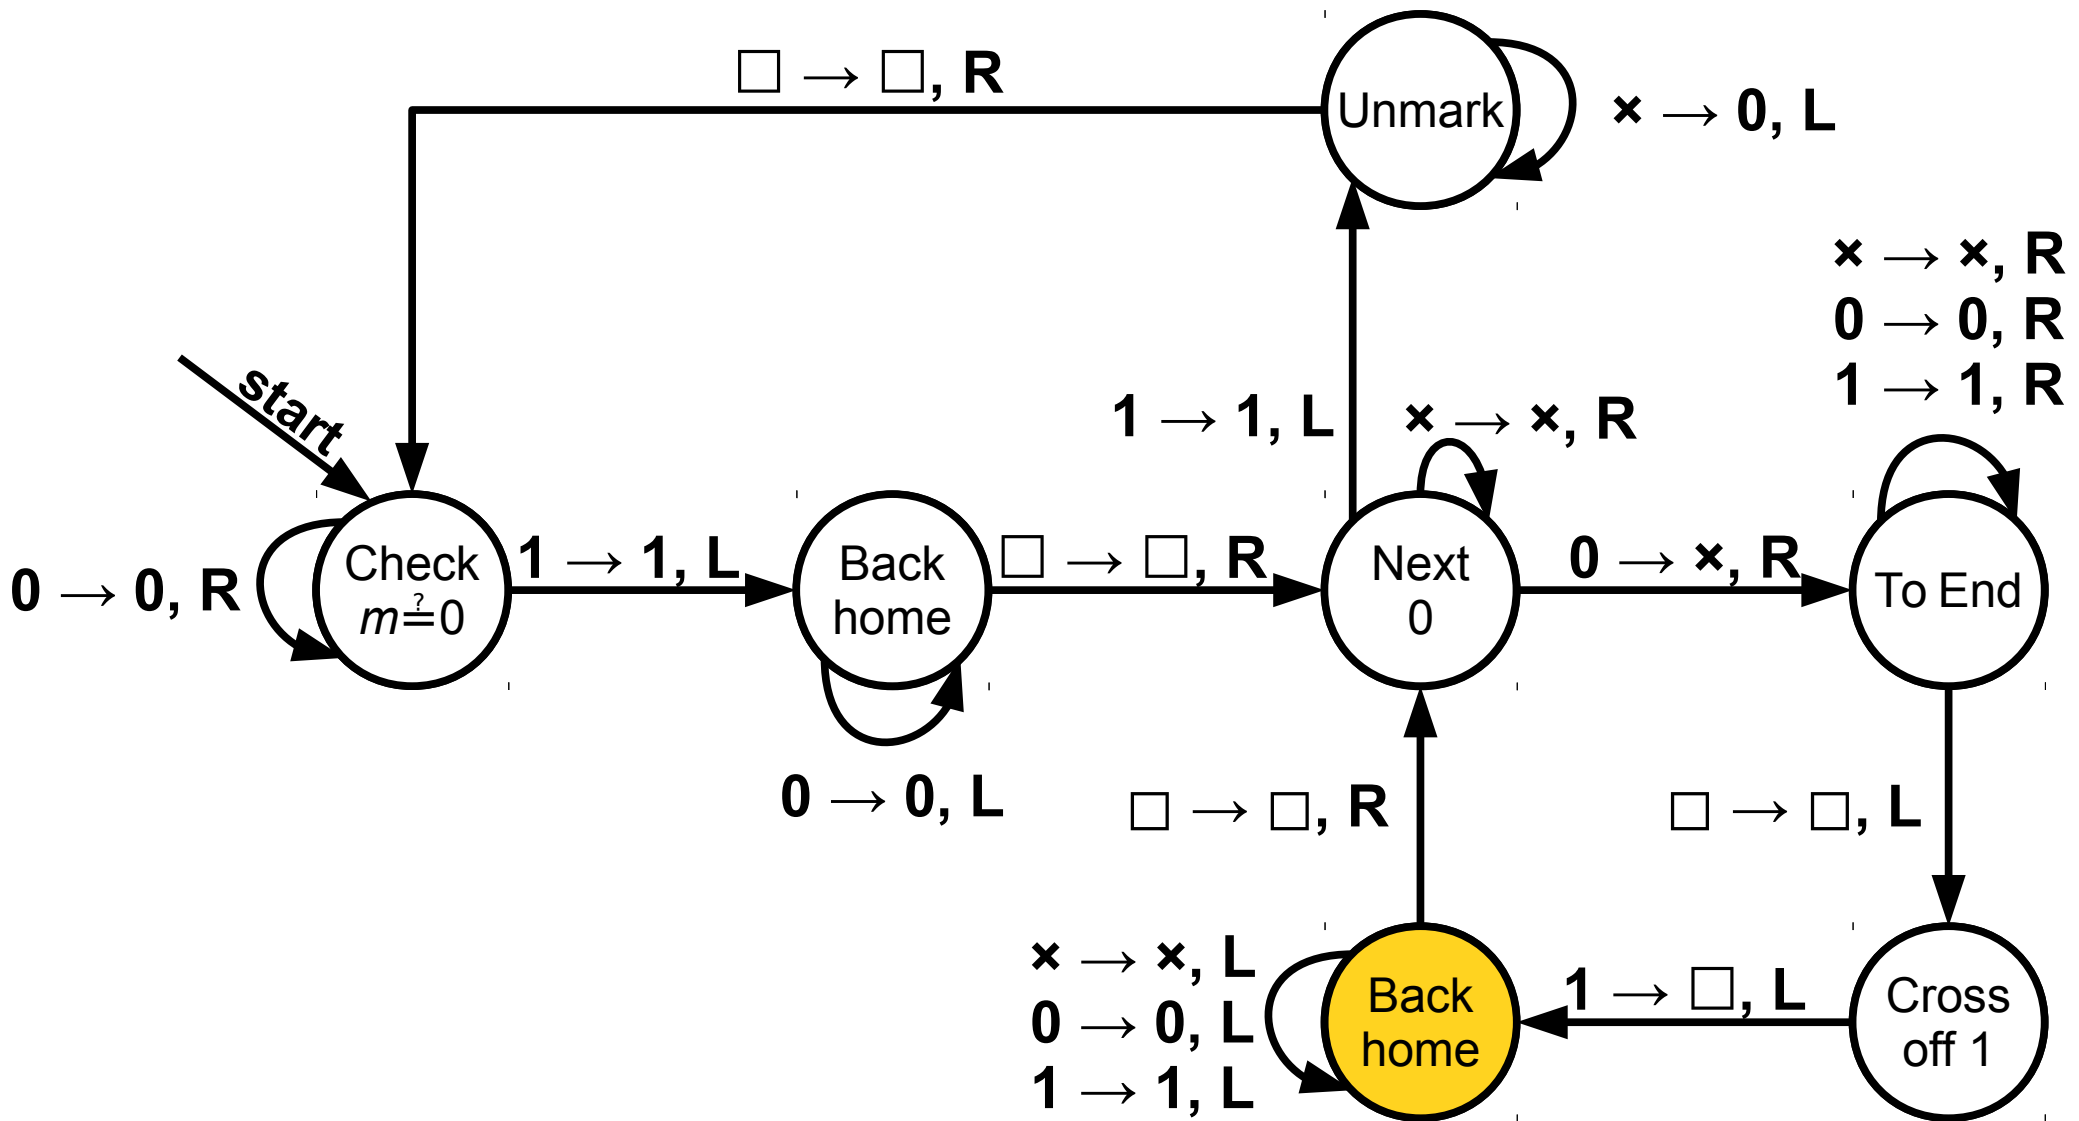 □ → □, R
Unmark
× → 0, L
× → ×, R
0 → 0, R
1 → 1, R
start
1 → 1, L
× → ×, R
0 → 0, R
Check
m≟0
1 → 1, L
Back
home
□ → □, R
Next
0
0 → ×, R
To End
0 → 0, L
□ → □, R
□ → □, L
× → ×, L
0 → 0, L
1 → 1, L
Back
home
1 → □, L
Cross
off 1